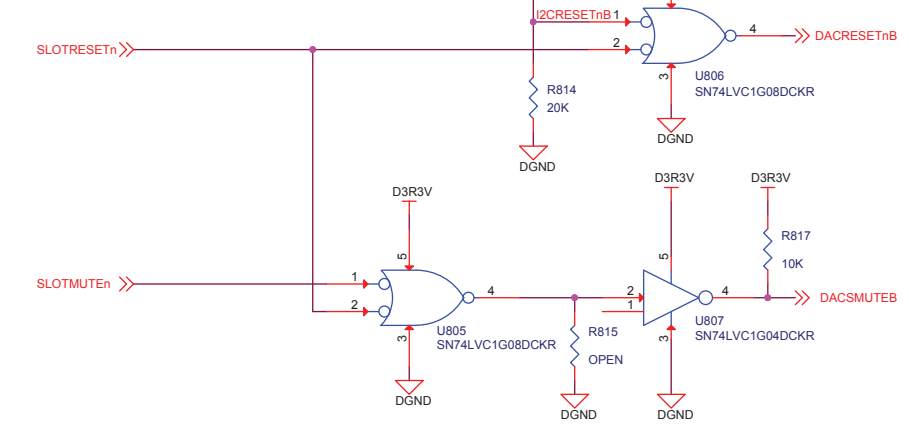 I2CRESETnB 1
SLOTRESETn
2
4
DACRESETnB
3
U806
SN74LVC1G08DCKR
R814
20K
DGND
DGND
D3R3V
D3R3V
D3R3V
5
5
R817
10K
SLOTMUTEn
1
2
4
2
1
4
DACSMUTEB
3
U805
SN74LVC1G08DCKR
R815
OPEN
3
U807
SN74LVC1G04DCKR
DGND
DGND
DGND